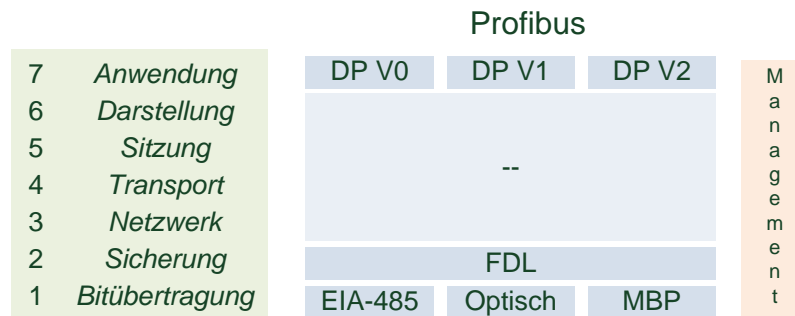 Profibus
7 Anwendung DP V0 DP V1 DP V2
6 Darstellung
5 Sitzung
--
4 Transport
3 Netzwerk
2 Sicherung FDL
1 Bitübertragung EIA-485 Optisch MBP
M
a
n
a
g
e
m
e
n
t